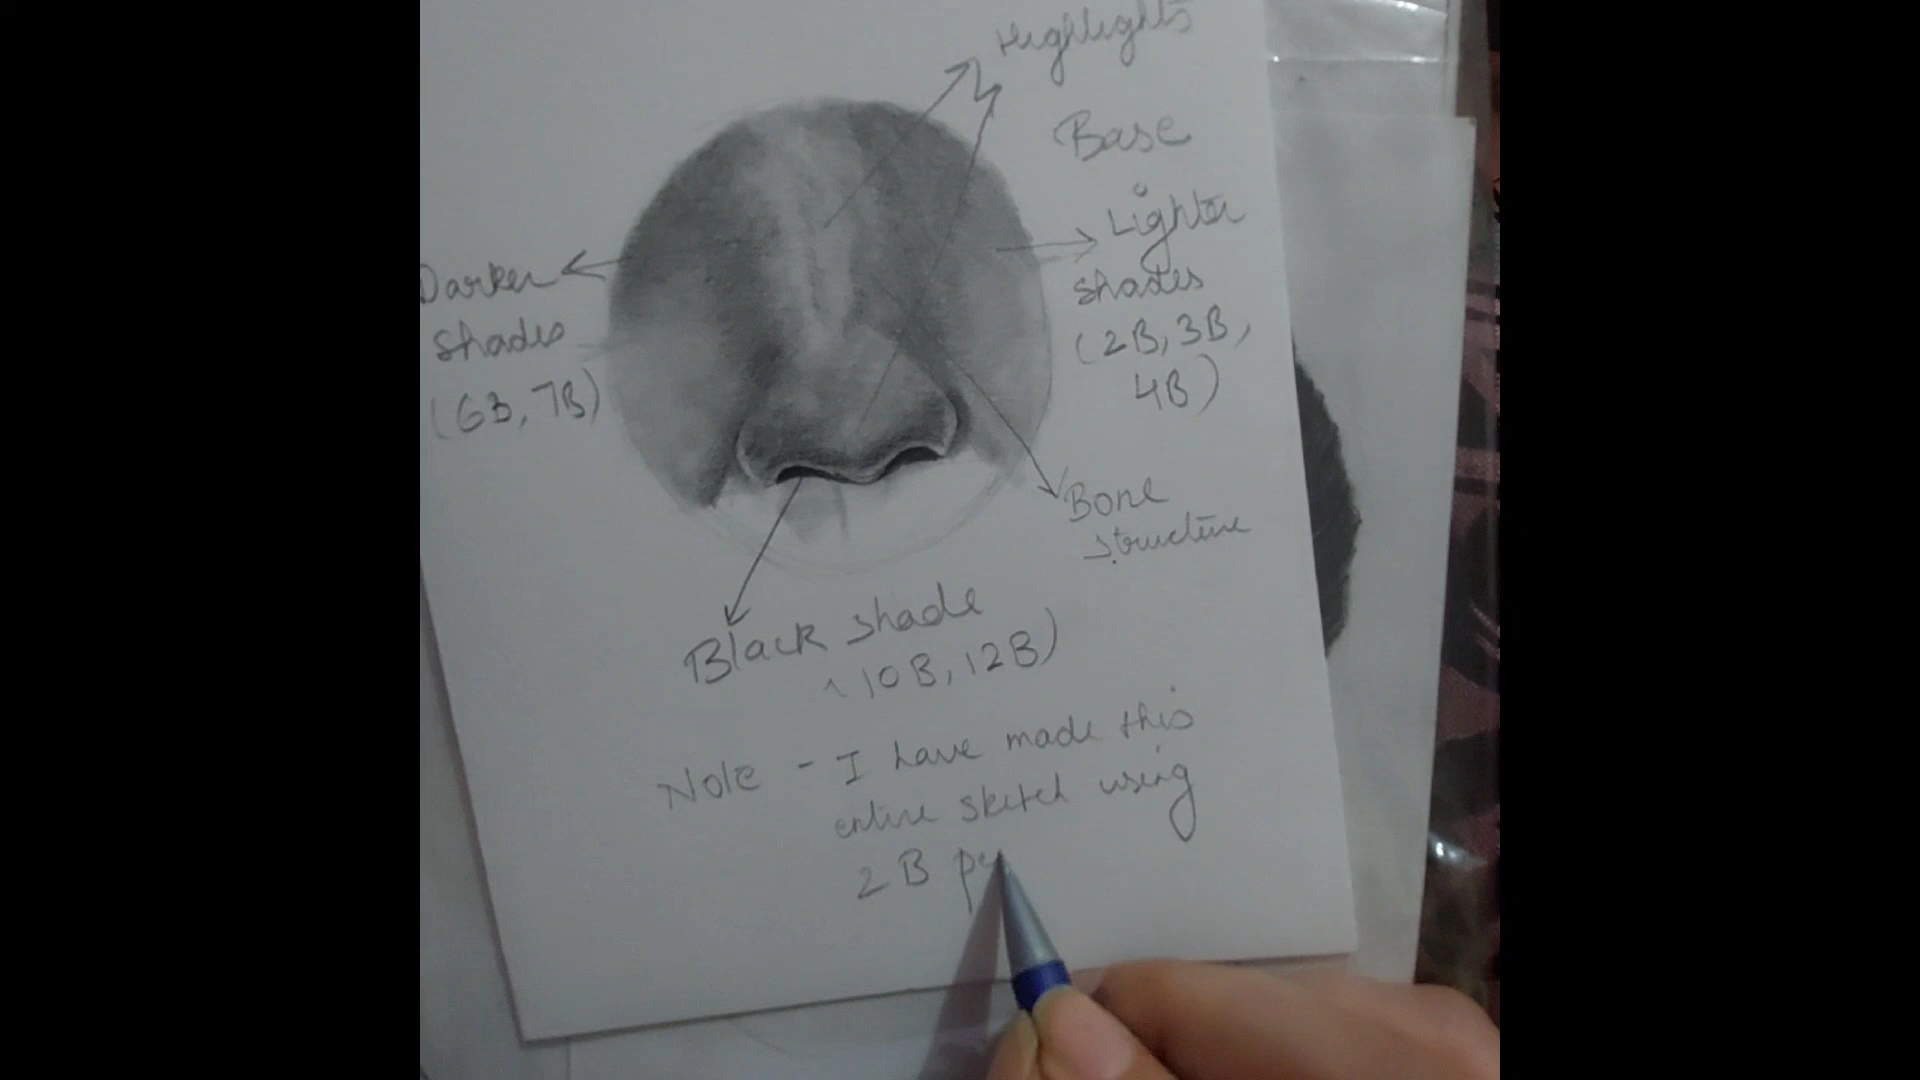 Highlights
Base
Lighter
shades
(2B, 3B,
4B)
Darker
shades
(6B, 7B)
Bone
structure
Black shade
(10B, 12B)
Note - I have made this
entire sketch using
2B pe